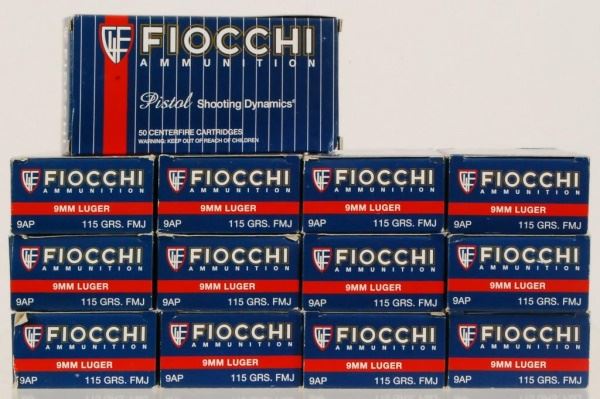 FIOCCHI
AMMUNITION
Pistol Shooting Dynamics
50 CENTERFIRE CARTRIDGES
WARNING: KEEP OUT OF REACH OF CHILDREN
FIOCCHI
AMMUNITION
9MM LUGER
9AP 115 GRS. FMJ
FIOCCHI
AMMUNITION
9MM LUGER
9AP 115 GRS. FMJ
FIOCCHI
AMMUNITION
9MM LUGER
9AP 115 GRS. FMJ
FIOCCHI
AMMUNITION
9MM LUGER
9AP 115 GRS. FMJ
FIOCCHI
AMMUNITION
9MM LUGER
9AP 115 GRS. FMJ
FIOCCHI
AMMUNITION
9MM LUGER
9AP 115 GRS. FMJ
FIOCCHI
AMMUNITION
9MM LUGER
9AP 115 GRS. FMJ
FIOCCHI
AMMUNITION
9MM LUGER
9AP 115 GRS. FMJ
FIOCCHI
AMMUNITION
9MM LUGER
9AP 115 GRS. FMJ
FIOCCHI
AMMUNITION
9MM LUGER
9AP 115 GRS. FMJ
FIOCCHI
AMMUNITION
9MM LUGER
9AP 115 GRS. FMJ
FIOCCHI
AMMUNITION
9MM LUGER
9AP 115 GRS. FMJ